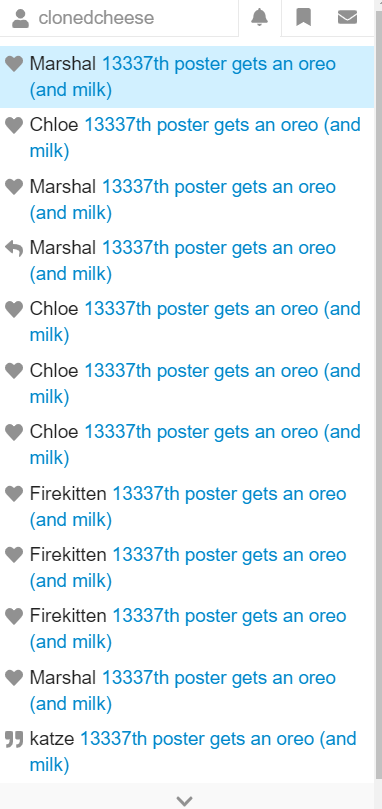 clonedcheese
Marshal 13337th poster gets an oreo
(and milk)
Chloe 13337th poster gets an oreo (and
milk)
Marshal 13337th poster gets an oreo
(and milk)
Marshal 13337th poster gets an oreo
(and milk)
Chloe 13337th poster gets an oreo (and
milk)
Chloe 13337th poster gets an oreo (and
milk)
Chloe 13337th poster gets an oreo (and
milk)
Firekitten 13337th poster gets an oreo
(and milk)
Firekitten 13337th poster gets an oreo
(and milk)
Firekitten 13337th poster gets an oreo
(and milk)
Marshal 13337th poster gets an oreo
(and milk)
katze 13337th poster gets an oreo (and
milk)